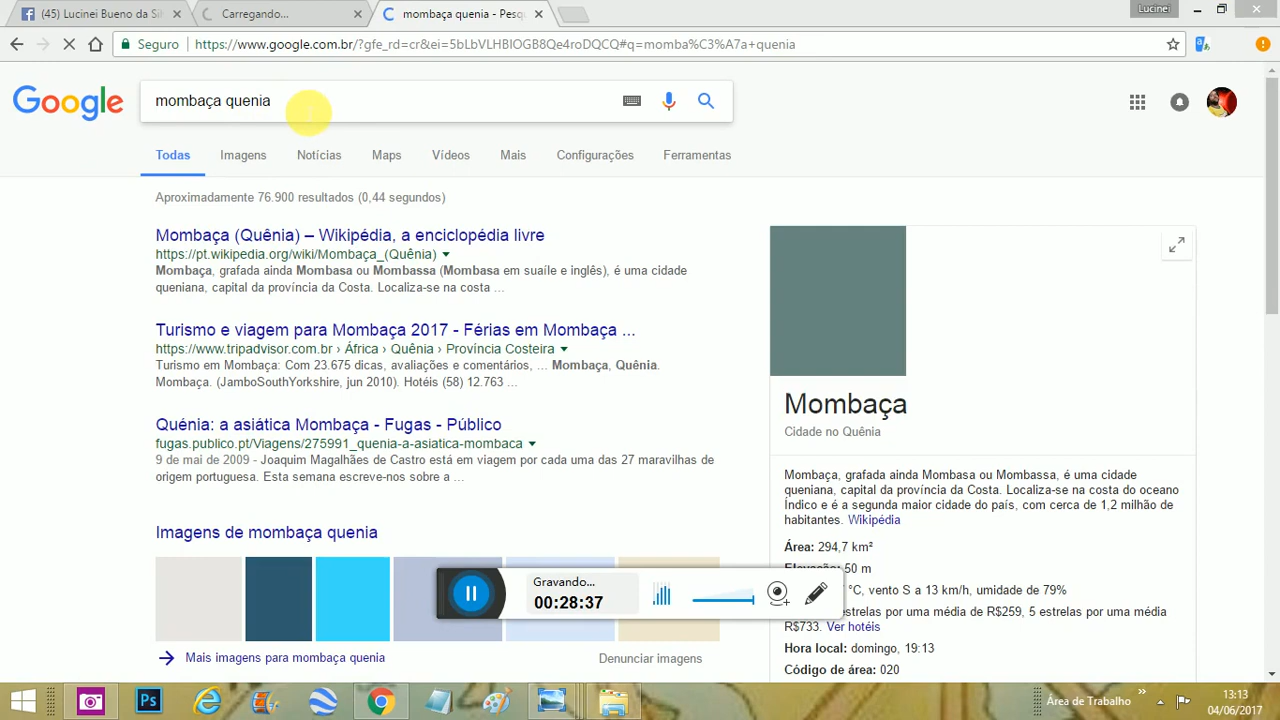 (45) Lucinei Bueno da Si
Carregando...
mombaça quenia - Pesq
Lucinei
Seguro
https://www.google.com.br/?gfe_rd=cr&ei=5bLbVLHBIOGB8Qe4roDQCQ#q=momba%C3%A7a+quenia
Google
mombaça quenia
Todas Imagens Notícias Maps Vídeos Mais Configurações Ferramentas
Aproximadamente 76.900 resultados (0,44 segundos)
Mombaça (Quênia) – Wikipédia, a enciclopédia livre
https://pt.wikipedia.org/wiki/Mombaça_(Quênia)
Mombaça, grafada ainda Mombasa ou Mombassa (Mombasa em suaíle e inglês), é uma cidade
queniana, capital da província da Costa. Localiza-se na costa ...
Turismo e viagem para Mombaça 2017 - Férias em Mombaça ...
https://www.tripadvisor.com.br › África › Quênia › Província Costeira
Turismo em Mombaça: Com 23.675 dicas, avaliações e comentários, ... Mombaça, Quênia.
Mombaça. (JamboSouthYorkshire, jun 2010). Hotéis (58) 12.763 ...
Quénia: a asiática Mombaça - Fugas - Público
fugas.publico.pt/Viagens/275991_quenia-a-asiatica-mombaca
9 de mai de 2009 - Joaquim Magalhães de Castro está em viagem por cada uma das 27 maravilhas de
origem portuguesa. Esta semana escreve-nos sobre a ...
Imagens de mombaça quenia
Mais imagens para mombaça quenia
Denunciar imagens
Mombaça
Cidade no Quênia
Mombaça, grafada ainda Mombasa ou Mombassa, é uma cidade
queniana, capital da província da Costa. Localiza-se na costa do oceano
Índico e é a segunda maior cidade do país, com cerca de 1,2 milhão de
habitantes. Wikipédia
Área: 294,7 km²
50 m
°C, vento S a 13 km/h, umidade de 79%
estrelas por uma média de R$259, 5 estrelas por uma média
R$733. Ver hotéis
Hora local: domingo, 19:13
Código de área: 020
Gravando...
00:28:37
Ps
Área de Trabalho
13:13
04/06/2017